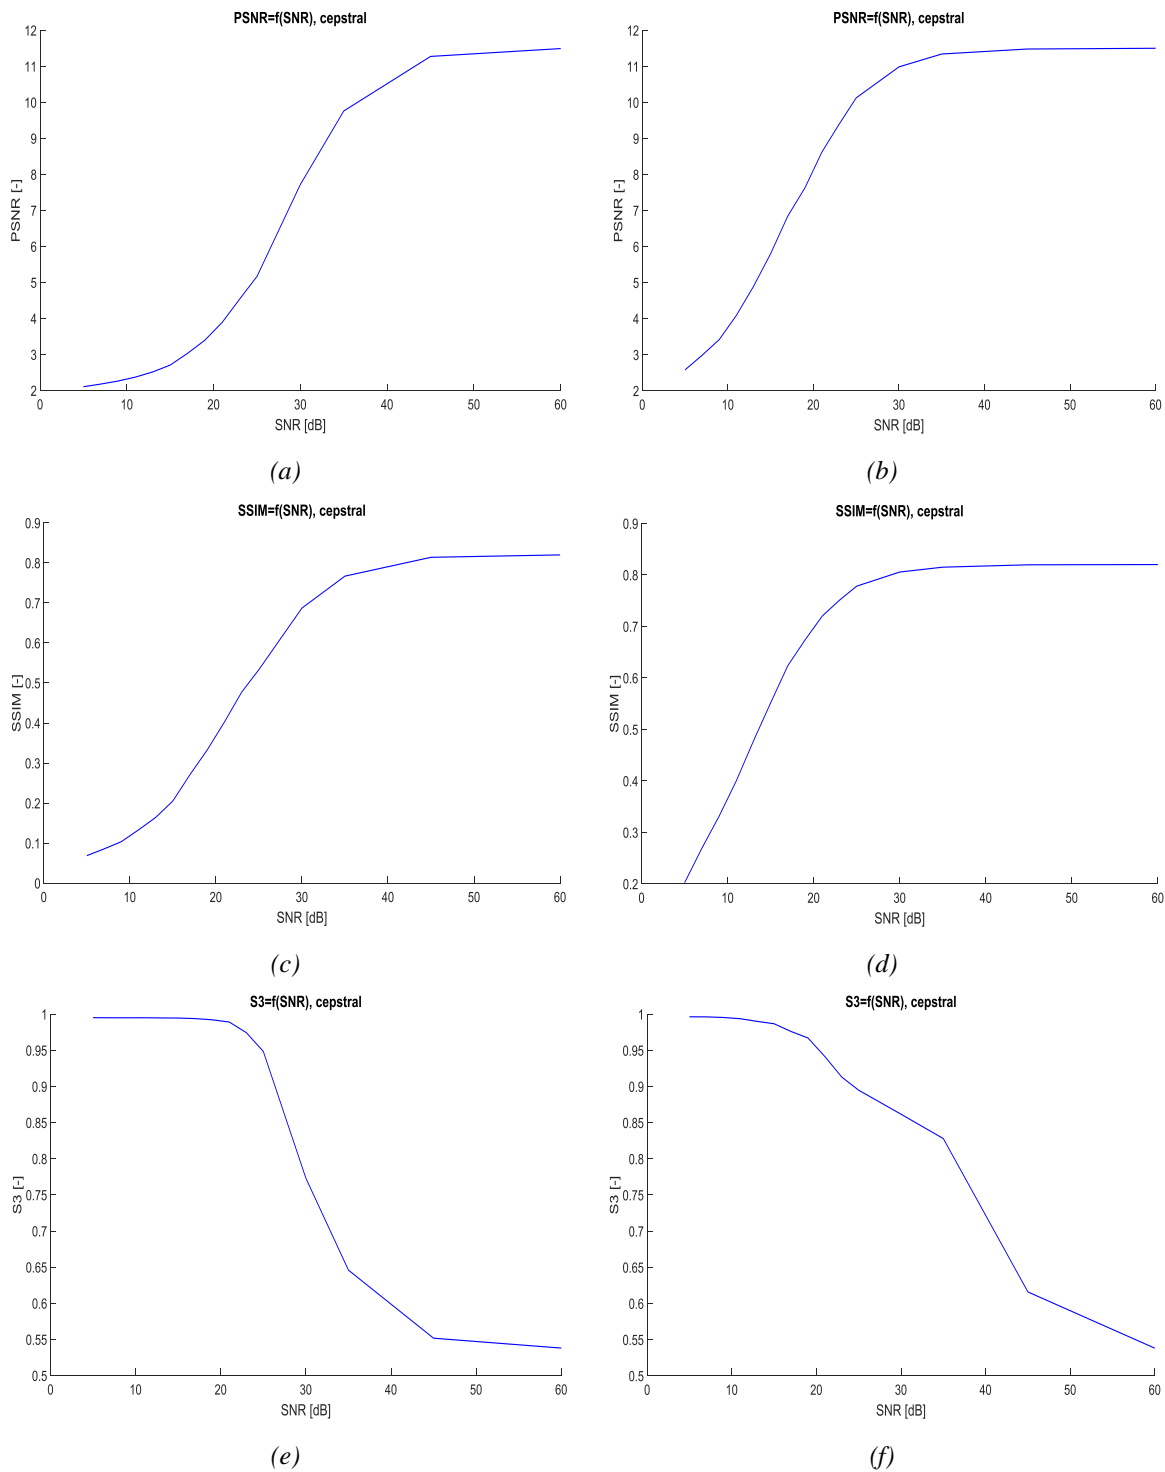 PSNR=f(SNR), cepstral
12
11
10
9
8
7
6
5
4
3
2
PSNR [-]
0 10 20 30 40 50 60
SNR [dB]
(a)
PSNR=f(SNR), cepstral
12
11
10
9
8
7
6
5
4
3
2
PSNR [-]
0 10 20 30 40 50 60
SNR [dB]
(b)
SSIM=f(SNR), cepstral
0.9
0.8
0.7
0.6
0.5
0.4
0.3
0.2
0.1
0
SSIM [-]
0 10 20 30 40 50 60
SNR [dB]
(c)
SSIM=f(SNR), cepstral
0.9
0.8
0.7
0.6
0.5
0.4
0.3
0.2
SSIM [-]
0 10 20 30 40 50 60
SNR [dB]
(d)
S3=f(SNR), cepstral
1
0.95
0.9
0.85
0.8
0.75
0.7
0.65
0.6
0.55
0.5
S3 [-]
0 10 20 30 40 50 60
SNR [dB]
(e)
S3=f(SNR), cepstral
1
0.95
0.9
0.85
0.8
0.75
0.7
0.65
0.6
0.55
0.5
S3 [-]
0 10 20 30 40 50 60
SNR [dB]
(f)